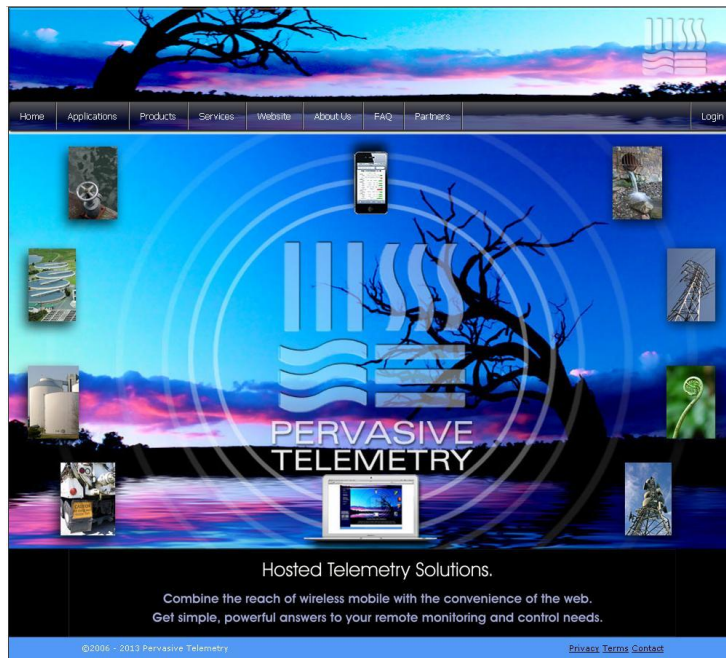 Home Applications Products Services Website About Us FAQ Partners Login
PERVASIVE
TELEMETRY
Hosted Telemetry Solutions.
Combine the reach of wireless mobile with the convenience of the web.
Get simple, powerful answers to your remote monitoring and control needs.
©2006 - 2013 Pervasive Telemetry Privacy Terms Contact